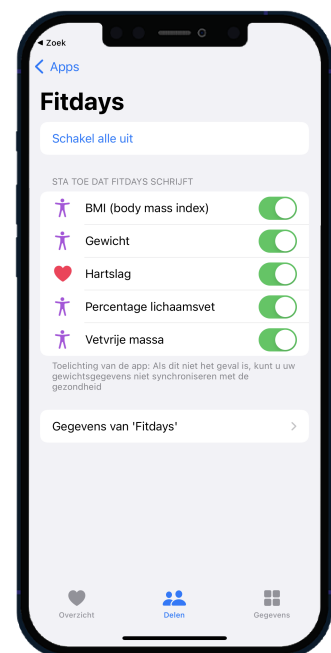 ◀ Zoek
Apps
Fitdays
Schakel alle uit
STA TOE DAT FITDAYS SCHRIJFT
BMI (body mass index)
Gewicht
Hartslag
Percentage lichaamsvet
Vetvrije massa
Toelichting van de app: Als dit niet het geval is, kunt u uw
gewichtsgegevens niet synchroniseren met de
gezondheid
Gegevens van 'Fitdays'
Overzicht
Delen
Gegevens